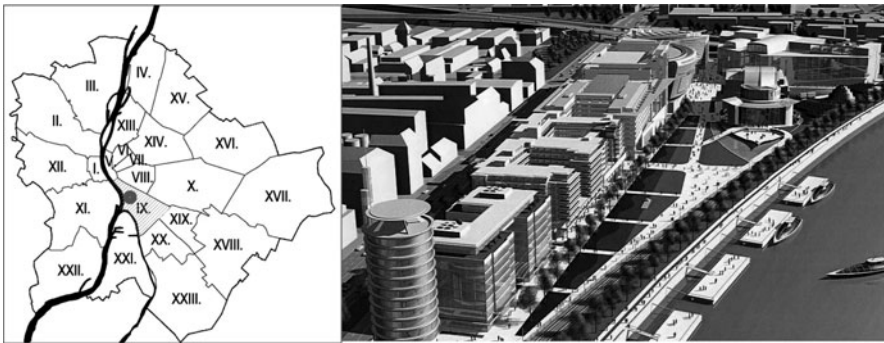 IV.
III.
XV.
II.
XIII.
XIV.
XVI.
VI.
VII.
XII.
I.
V.
VIII.
X.
XVII.
XI.
IX.
XIX.
XX.
XVIII.
XXII.
XXI.
XXIII.